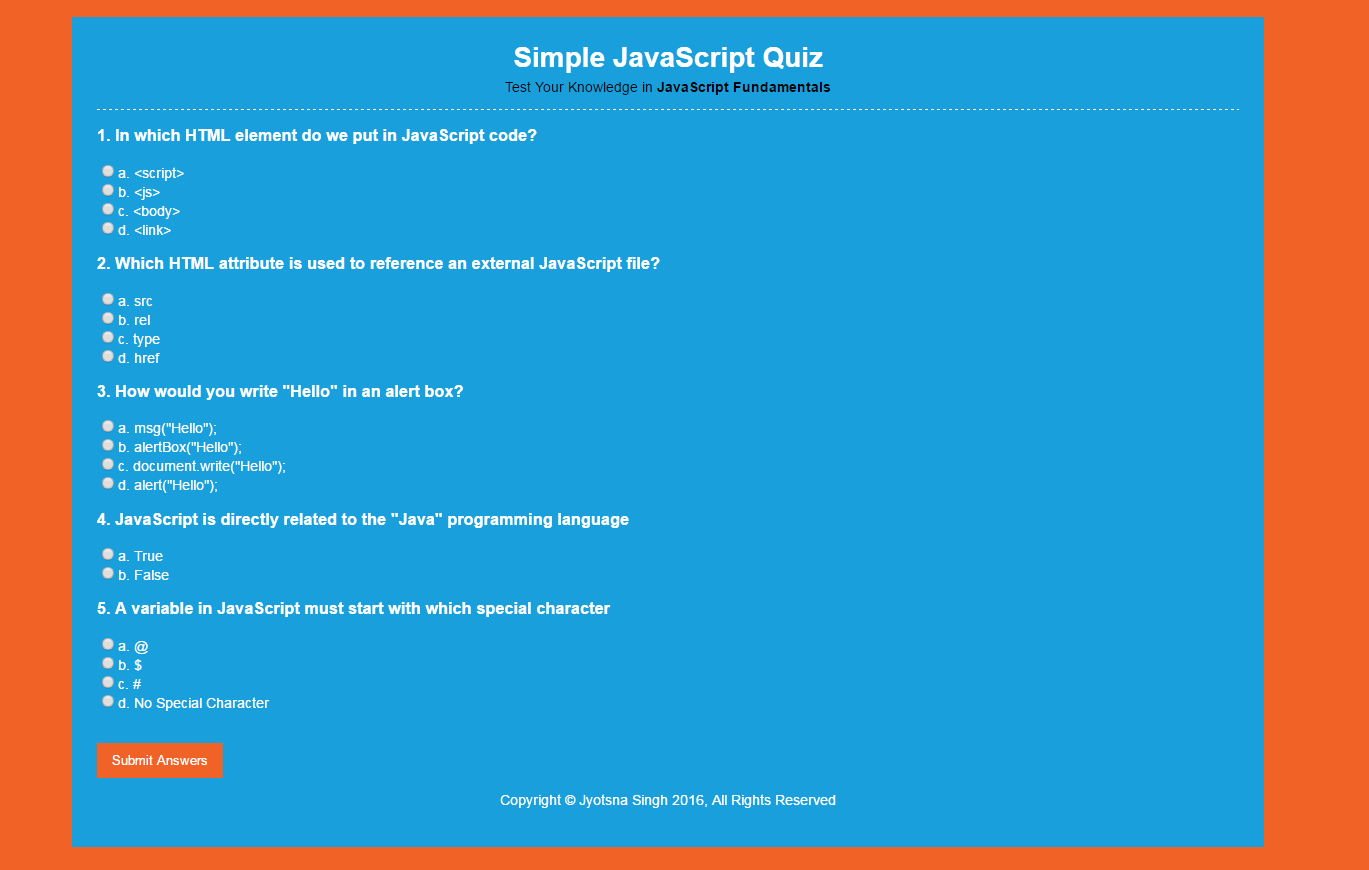 Simple JavaScript Quiz
Test Your Knowledge in JavaScript Fundamentals
1. In which HTML element do we put in JavaScript code?
a. <script>
b. <js>
c. <body>
d. <link>
2. Which HTML attribute is used to reference an external JavaScript file?
a. src
b. rel
c. type
d. href
3. How would you write "Hello" in an alert box?
a. msg("Hello");
b. alertBox("Hello");
c. document.write("Hello");
d. alert("Hello");
4. JavaScript is directly related to the "Java" programming language
a. True
b. False
5. A variable in JavaScript must start with which special character
a. @
b. $
c. #
d. No Special Character
Submit Answers
Copyright © Jyotsna Singh 2016, All Rights Reserved